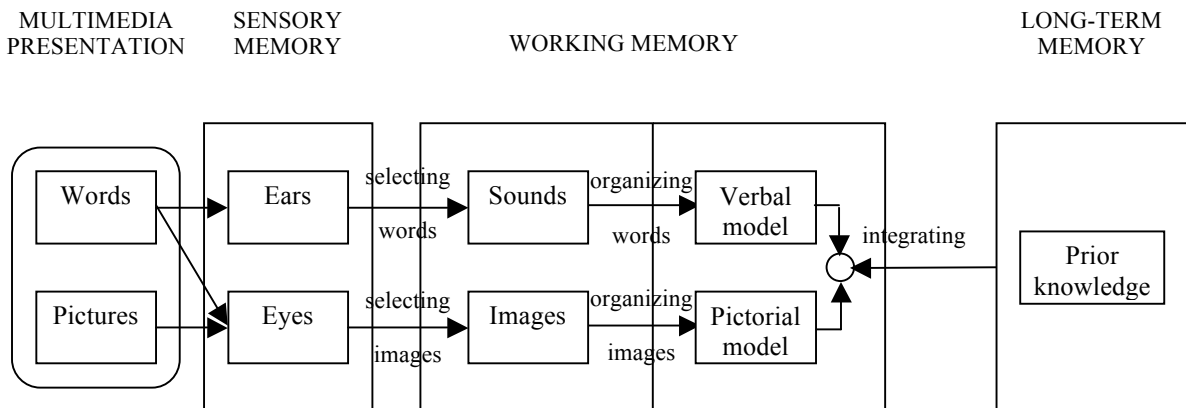 MULTIMEDIA
PRESENTATION
SENSORY
MEMORY
WORKING MEMORY
LONG-TERM
MEMORY
Words
Ears
selecting
words
Sounds
organizing
words
Verbal
model
integrating
Prior
knowledge
Pictures
Eyes
selecting
images
Images
organizing
images
Pictorial
model